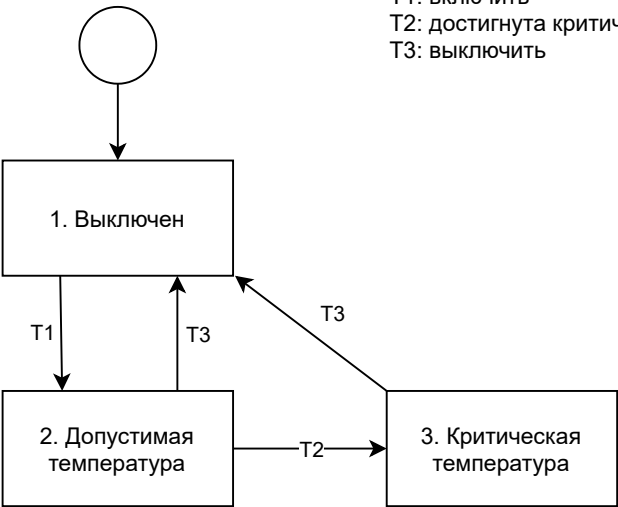 T2: достигнута
T3: выключить
1. Выключен
T1
T3
T3
2. Допустимая
температура
T2
3. Критическая
температура